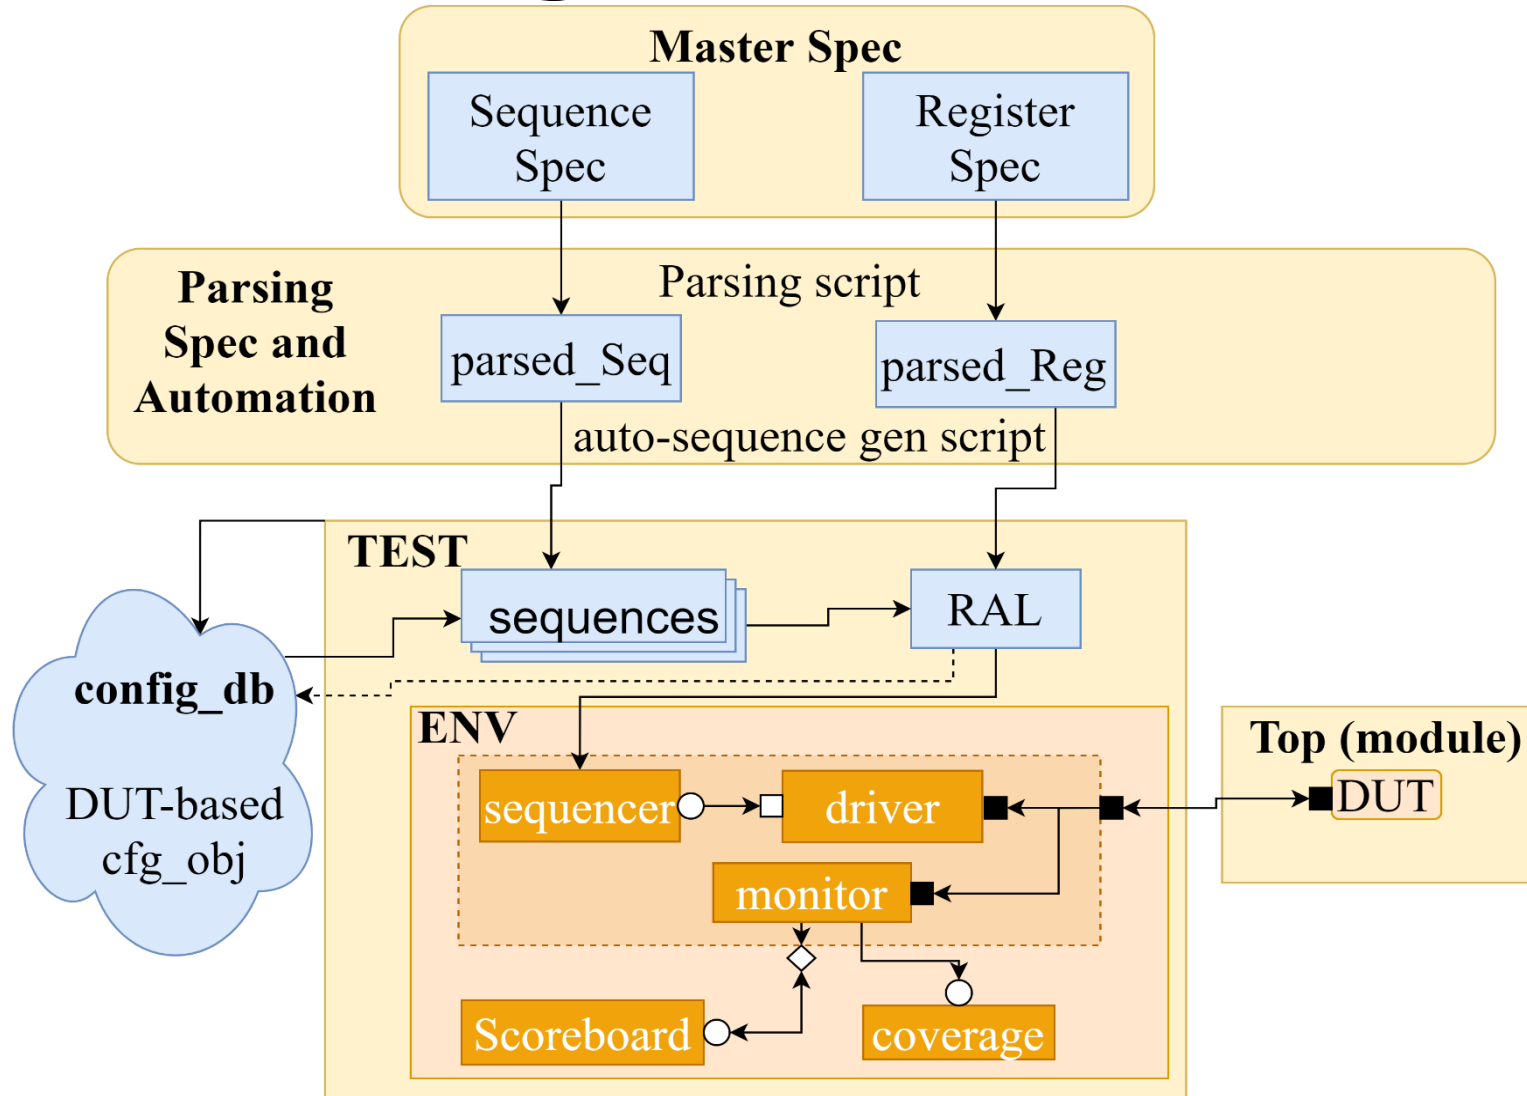 Master Spec
Sequence
Spec
Register
Spec
Parsing
Spec and
Automation
Parsing script
parsed_Seq
parsed_Reg
auto-sequence gen script
TEST
sequences
RAL
config_db
DUT-based
cfg_obj
ENV
sequencer
driver
monitor
Scoreboard
coverage
Top (module)
DUT